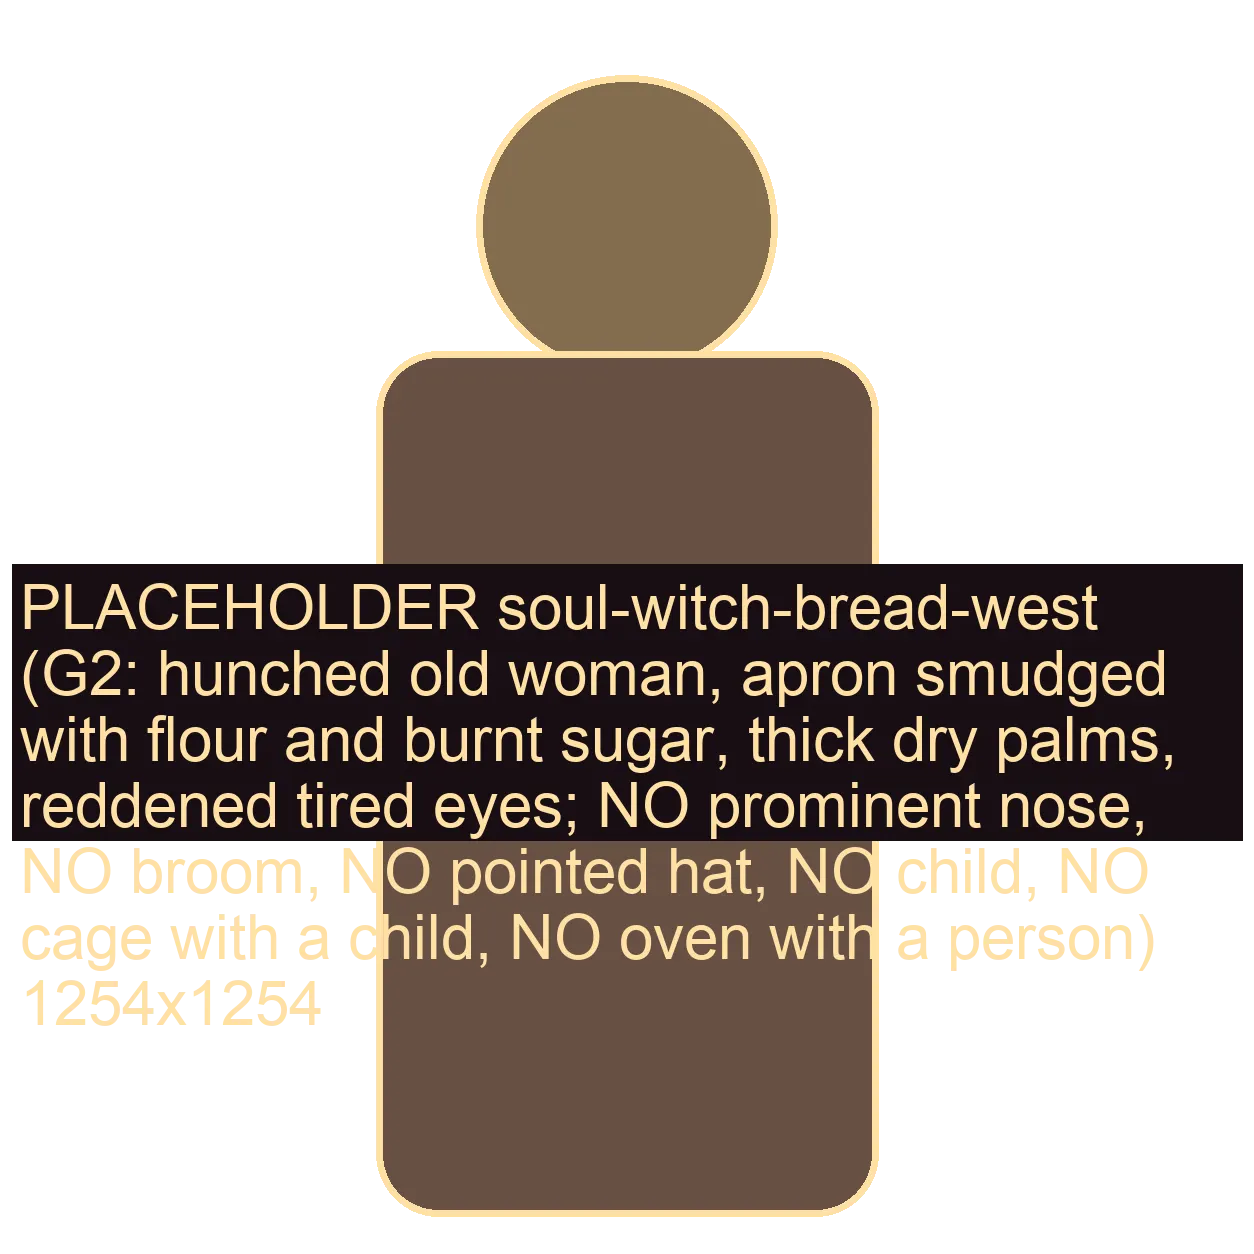 PLACEHOLDER soul-witch-bread-west
(G2: hunched old woman, apron smudged
with flour and burnt sugar, thick dry palms,
reddened tired eyes; NO prominent nose,
NO broom, NO pointed hat, NO child, NO
cage with a child, NO oven with a person)
1254x1254